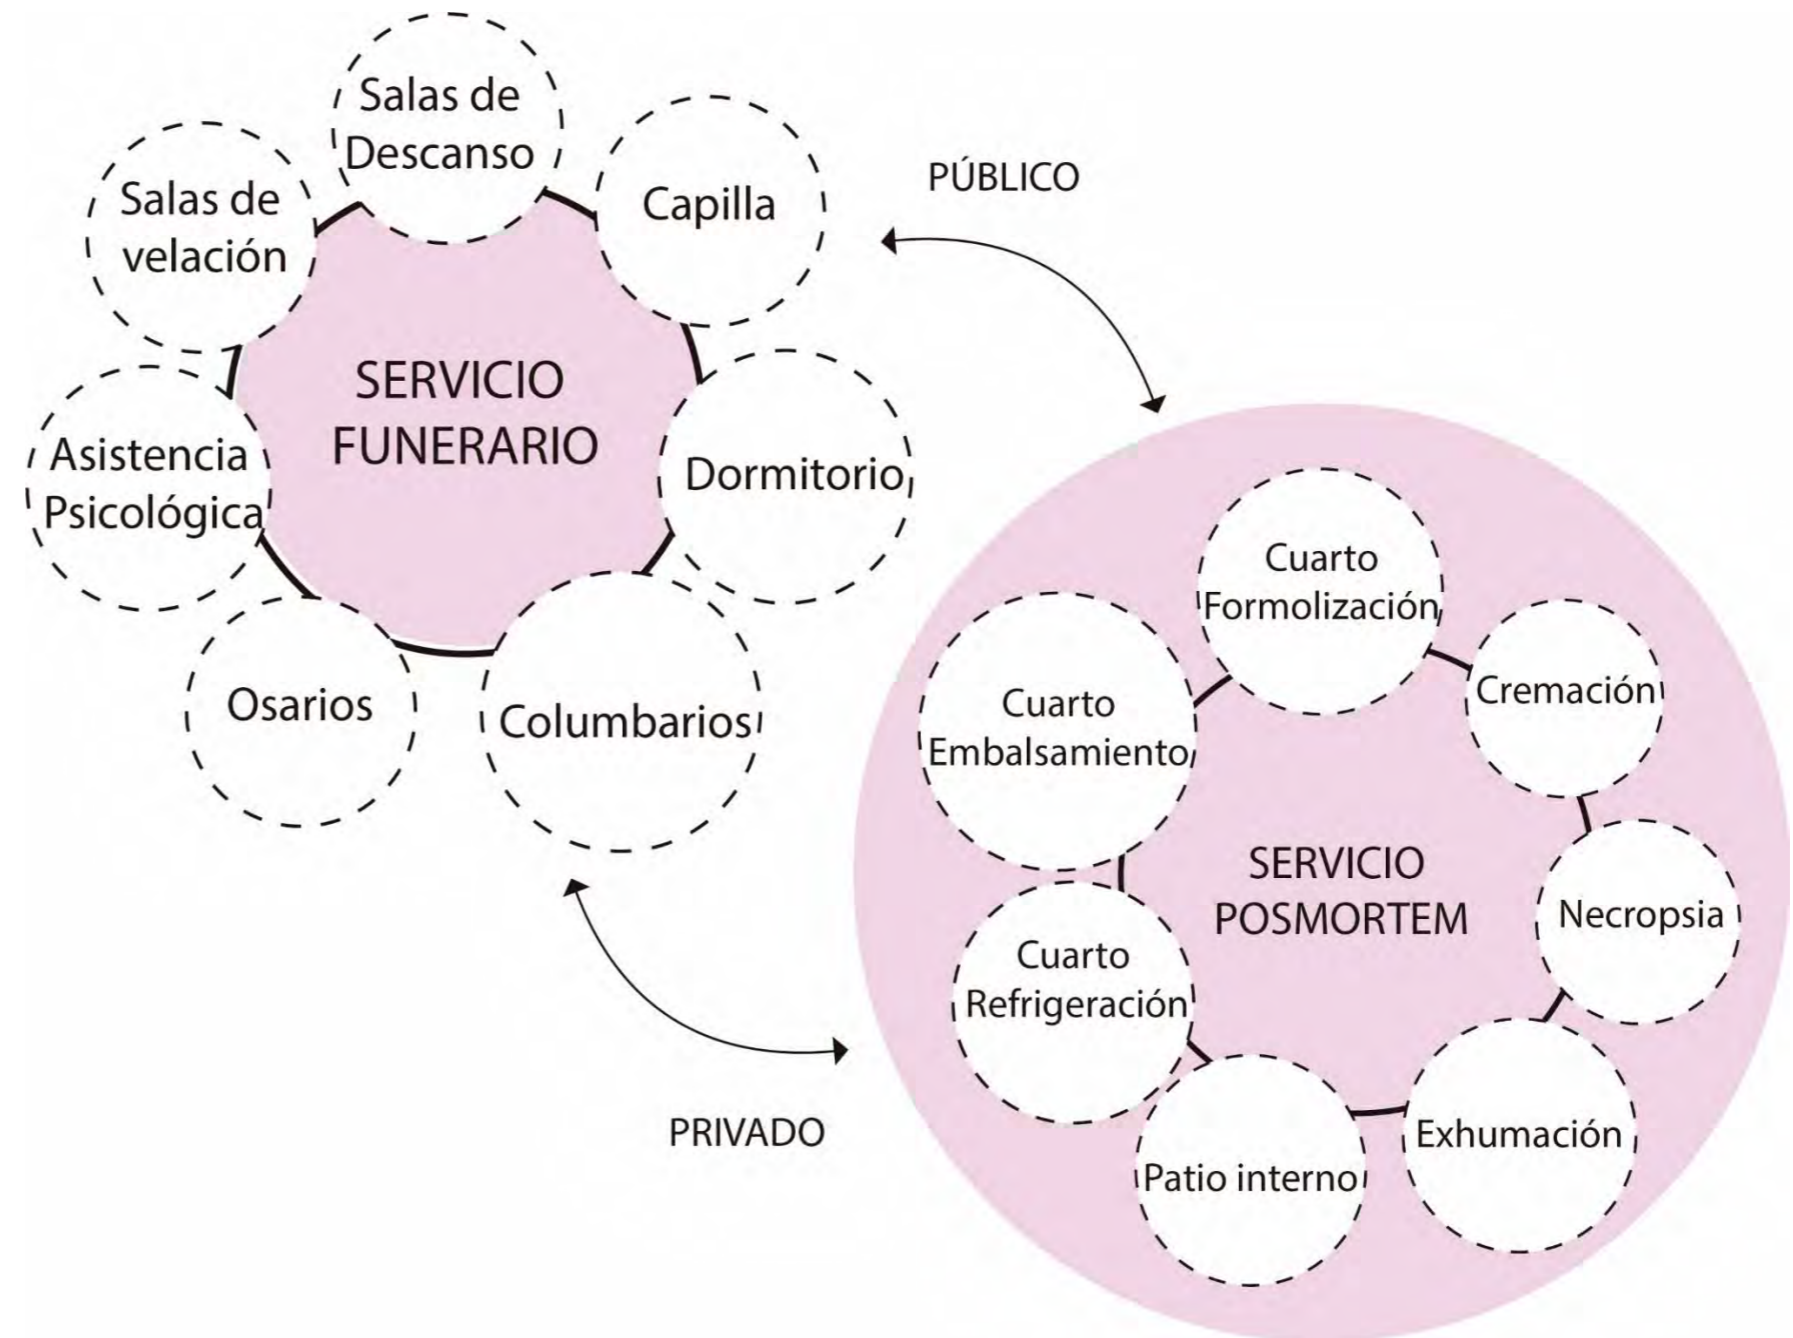 Salas de
Descanso
Capilla
Salas de
velación
SERVICIO
FUNERARIO
Asistencia
Psicológica
Dormitorio
Osarios
Columbarios
PÚBLICO
PRIVADO
Cuarto
Formolización
Cremación
Cuarto
Embalsamiento
SERVICIO
POSMORTEM
Necropsia
Cuarto
Refrigeración
Exhumación
Patio interno